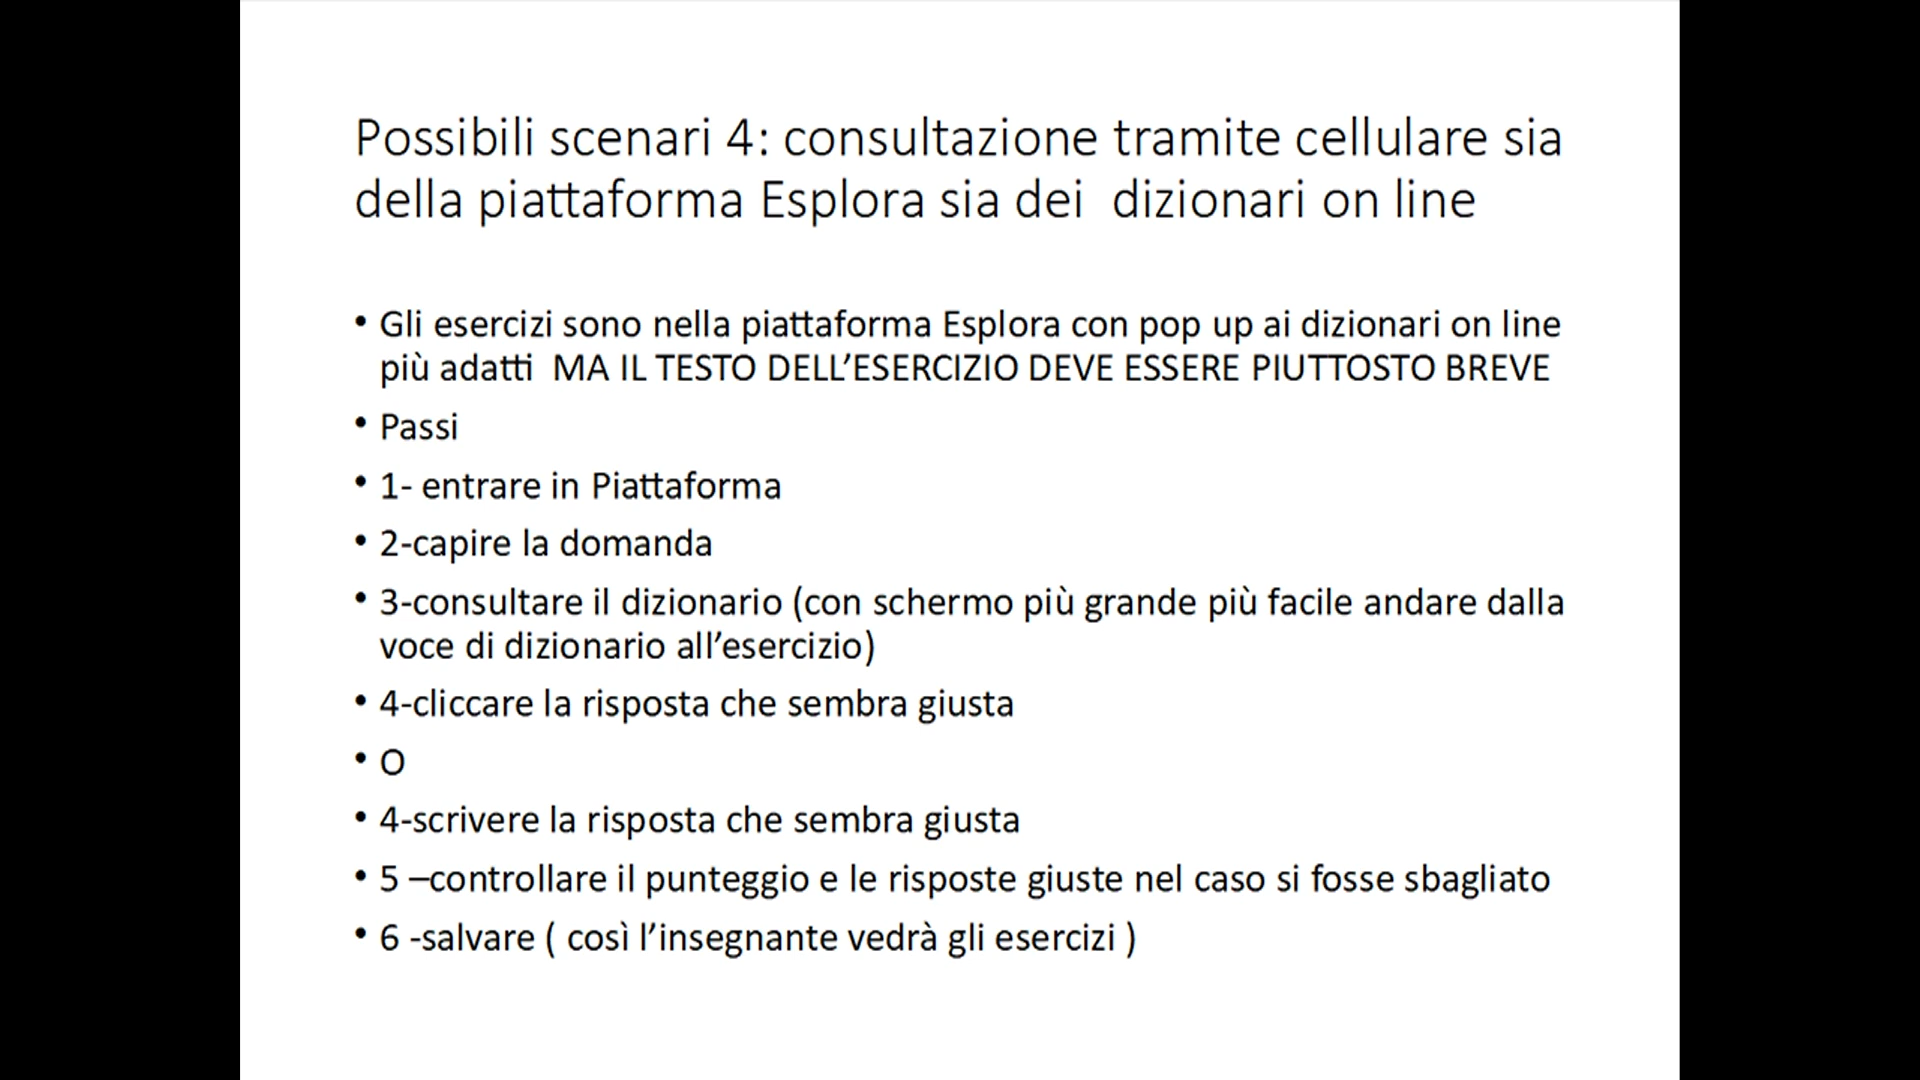 Possibili scenari 4: consultazione tramite cellulare sia
della piattaforma Esplora sia dei  dizionari on line
• Gli esercizi sono nella piattaforma Esplora con pop up ai dizionari on line
più adatti  MA IL TESTO DELL’ESERCIZIO DEVE ESSERE PIUTTOSTO BREVE
• Passi
• 1- entrare in Piattaforma
• 2-capire la domanda
• 3-consultare il dizionario (con schermo più grande più facile andare dalla
voce di dizionario all’esercizio)
• 4-cliccare la risposta che sembra giusta
• O
• 4-scrivere la risposta che sembra giusta
• 5 –controllare il punteggio e le risposte giuste nel caso si fosse sbagliato
• 6 -salvare ( così l’insegnante vedrà gli esercizi )